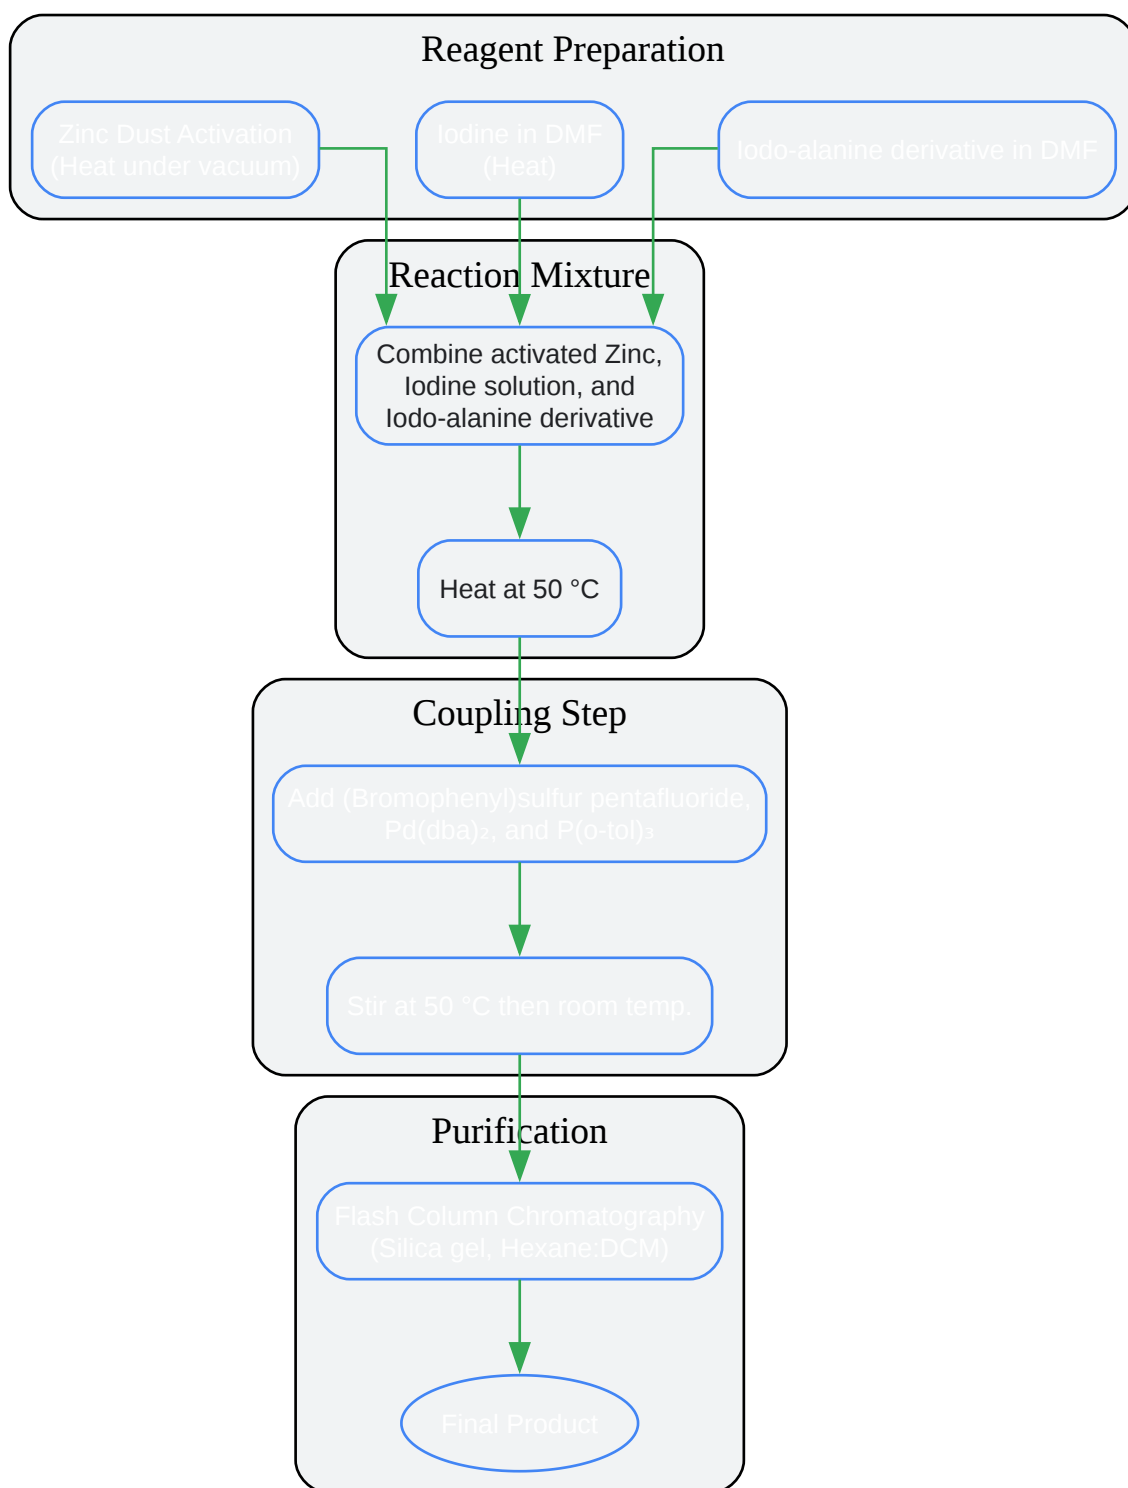 Reagent Preparation
Zinc Dust Activation
(Heat under vacuum)
Iodine in DMF
(Heat)
Iodo-alanine derivative in DMF
Reaction Mixture
Combine activated Zinc,
Iodine solution, and
Iodo-alanine derivative
Heat at 50 °C
Coupling Step
Add (Bromophenyl)sulfur pentafluoride,
Pd(dba)₂, and P(o-tol)₃
Stir at 50 °C then room temp.
Purification
Flash Column Chromatography
(Silica gel, Hexane:DCM)
Final Product